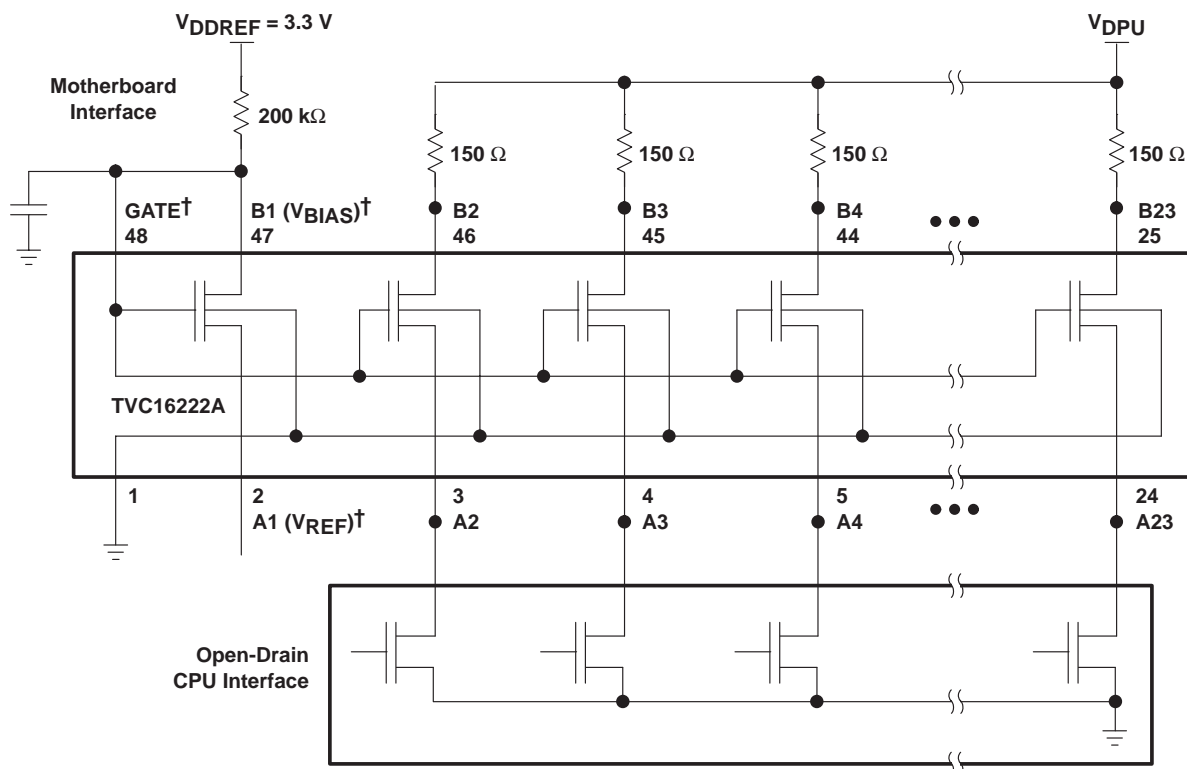 V_DDREF = 3.3 V
V_DPU
Motherboard
Interface
200 kΩ
150 Ω
150 Ω
150 Ω
150 Ω
GATE†
B1 (V_BIAS)†
B2
B3
B4
B23
48
47
46
45
44
25
TVC16222A
1
2
3
4
5
24
A1 (V_REF)†
A2
A3
A4
A23
Open-Drain
CPU Interface